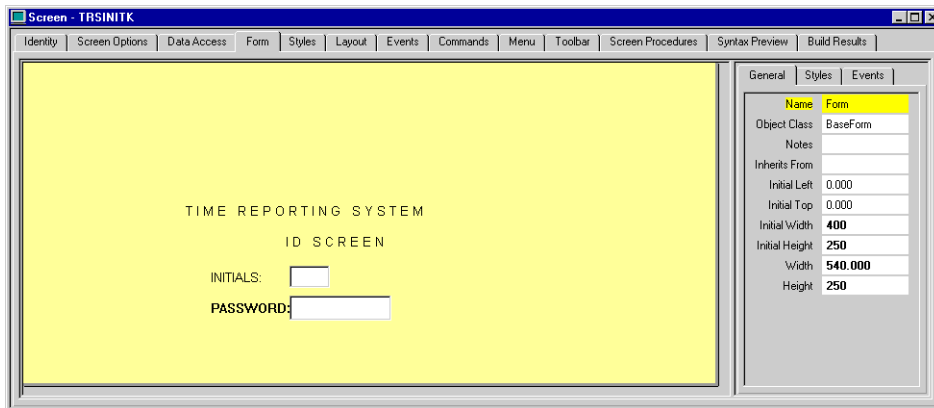 Screen - TRSINITK
Identity Screen Options Data Access Form Styles Layout Events Commands Menu Toolbar Screen Procedures Syntax Preview Build Results
General Styles Events
Name Form
Object Class BaseForm
Notes
Inherits From
Initial Left 0.000
Initial Top 0.000
Initial Width 400
Initial Height 250
Width 540.000
Height 250
TIME REPORTING SYSTEM
ID SCREEN
INITIALS:
PASSWORD: